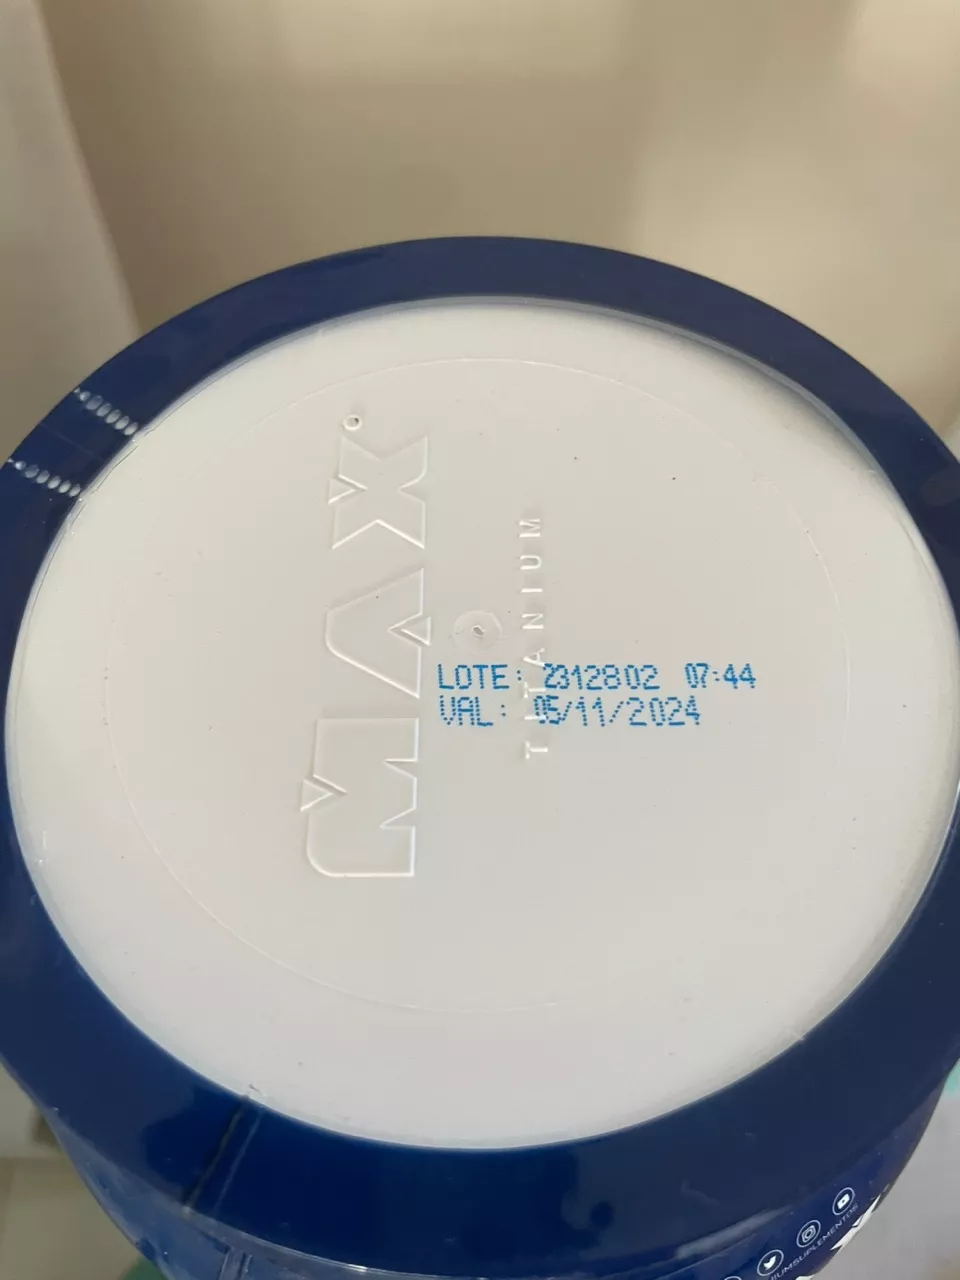 MAX
TITANIUM
LOTE: 2312802 07:44
VAL: 05/11/2024